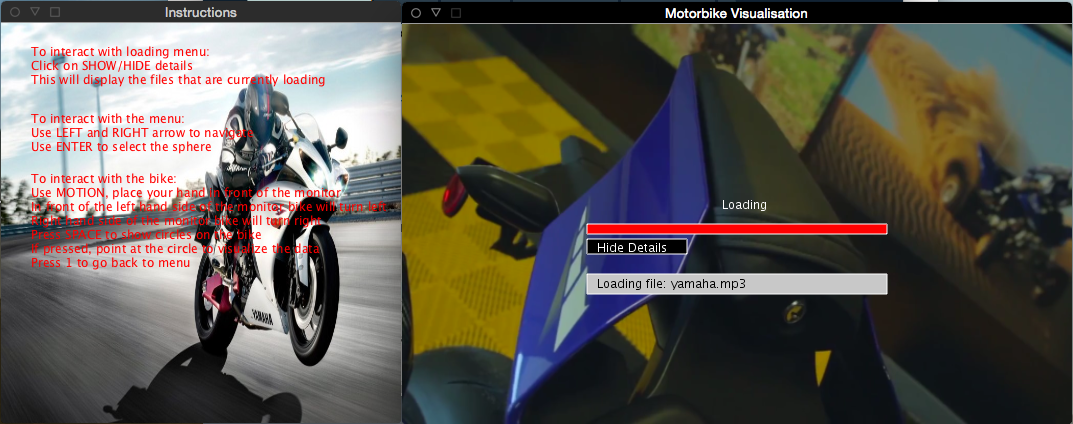 Instructions
To interact with loading menu:
Click on SHOW/HIDE details
This will display the files that are currently loading
To interact with the menu:
Use LEFT and RIGHT arrow to navigate
Use ENTER to select the sphere
To interact with the bike:
Use MOTION, place your hand in front of the monitor
In front of the left hand side of the monitor bike will turn left
Right hand side of the monitor bike will turn right
Press SPACE to show circles on the bike
If pressed, point at the circle to visualize the data
Press 1 to go back to menu
YAMAHA
Motorbike Visualisation
Loading
Hide Details
Loading file: yamaha.mp3